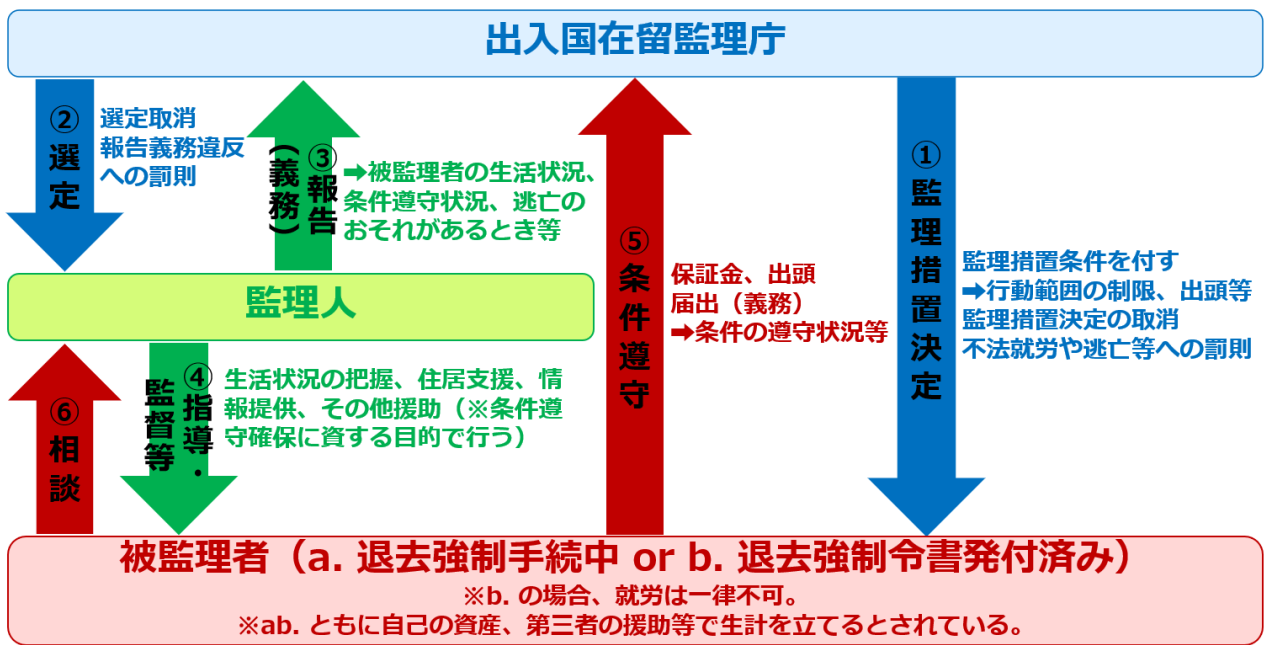 出入国在留監理庁
②選定
選定取消
報告義務違反
への罰則
③報告
(義務)
➡被監理者の生活状況、
条件遵守状況、逃亡の
おそれがあるとき等
⑤条件遵守
保証金、出頭
届出（義務）
➡条件の遵守状況等
①監理措置決定
監理措置条件を付す
➡行動範囲の制限、出頭等
監理措置決定の取消
不法就労や逃亡等への罰則
監理人
⑥相談
④指導・
監督等
生活状況の把握、住居支援、情
報提供、その他援助（※条件遵
守確保に資する目的で行う）
被監理者（a. 退去強制手続中 or b. 退去強制令書発付済み）
※b. の場合、就労は一律不可。
※ab. ともに自己の資産、第三者の援助等で生計を立てるとされている。